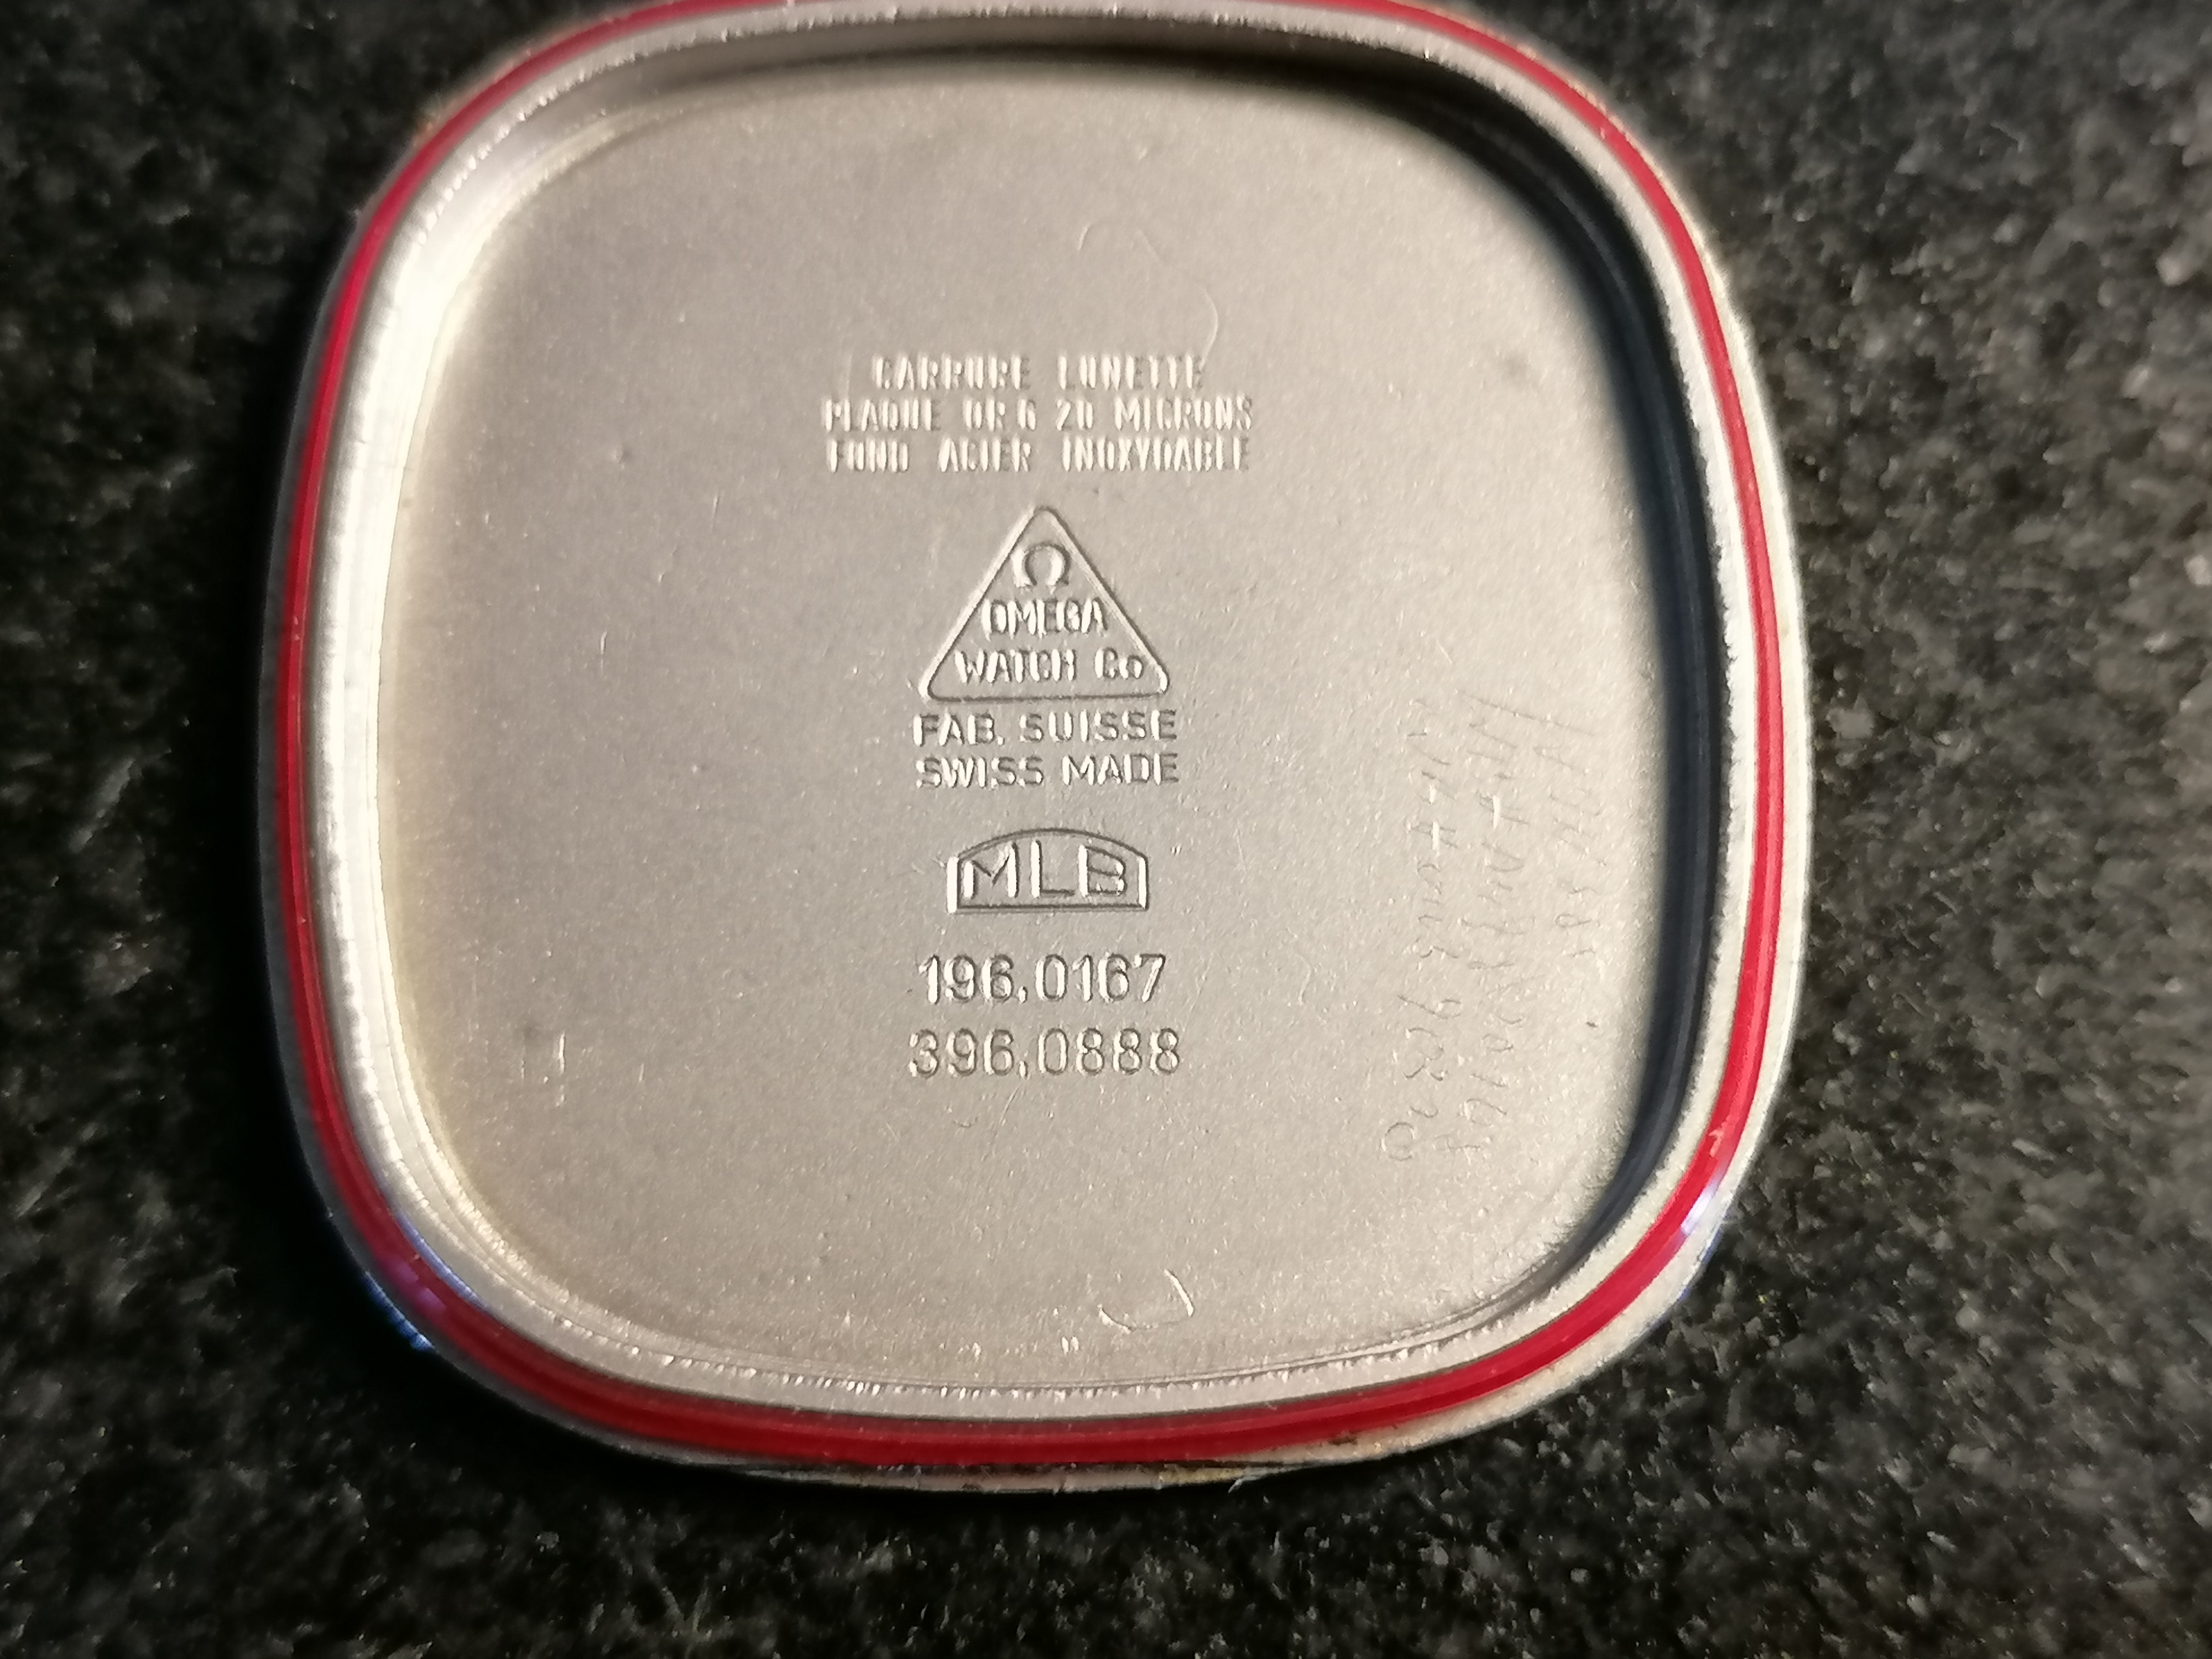 CARRURE LUNETTE
PLAQUE OR G 20 MICRONS
FOND ACIER INOXYDABLE
Ω
OMEGA
WATCH Co
FAB. SUISSE
SWISS MADE
MLB
196.0167
396.0888